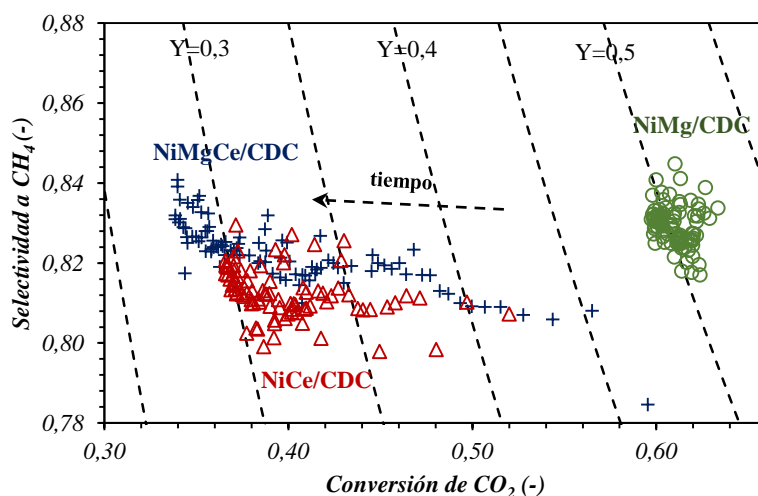 0,88
0,86
0,84
0,82
0,80
0,78
Selectividad a CH₄ (-)
Y=0,3
Y=0,4
Y=0,5
NiMg/CDC
NiMgCe/CDC
tiempo
NiCe/CDC
0,30
0,40
0,50
0,60
Conversión de CO₂ (-)